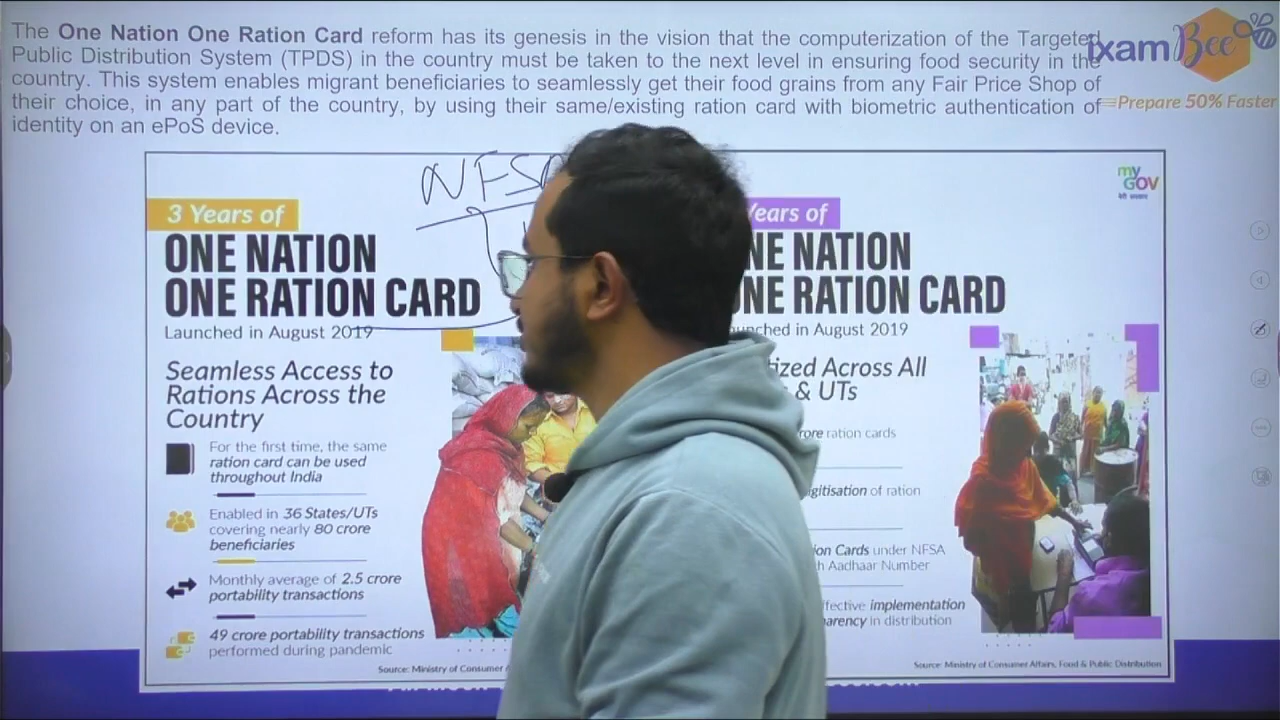 The One Nation One Ration Card reform has its genesis in the vision that the computerization of the Targeted
Public Distribution System (TPDS) in the country must be taken to the next level in ensuring food security in the
country. This system enables migrant beneficiaries to seamlessly get their food grains from any Fair Price Shop of
their choice, in any part of the country, by using their same/existing ration card with biometric authentication of
identity on an ePoS device.
ixamBee
Prepare 50% Faster
NFSA
3 Years of
ONE NATION
ONE RATION CARD
Launched in August 2019
Seamless Access to
Rations Across the
Country
For the first time, the same
ration card can be used
throughout India
Enabled in 36 States/UTs
covering nearly 80 crore
beneficiaries
Monthly average of 2.5 crore
portability transactions
49 crore portability transactions
performed during pandemic
Source: Ministry of Consumer
my
GOV
मेरी सरकार
Years of
NE NATION
ONE RATION CARD
unched in August 2019
ized Across All
& UTs
rore ration cards
gitisation of ration
ion Cards under NFSA
h Aadhaar Number
ffective implementation
arency in distribution
Source: Ministry of Consumer Affairs, Food & Public Distribution